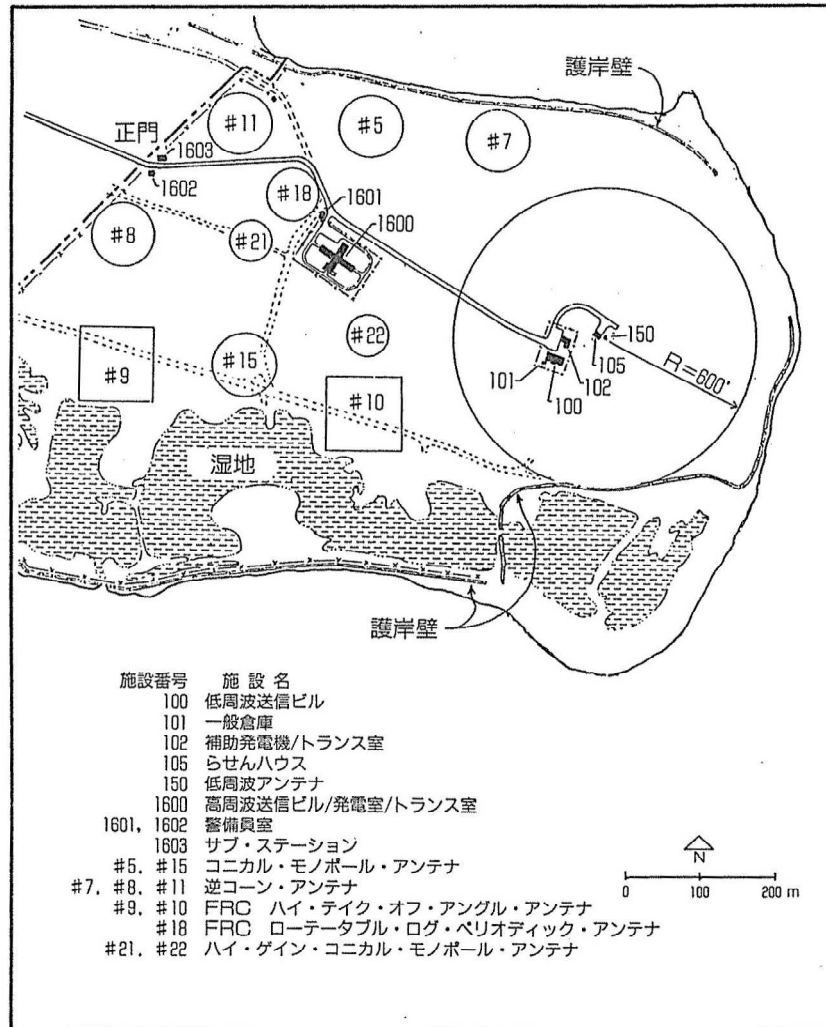 護岸壁
正門
1603
1602
#11
#5
#7
#18
1601
1600
#8
#21
#22
#9
#15
#10
150
105
102
101
100
R=600'
湿地
護岸壁
施設番号 施設名
100 低周波送信ビル
101 一般倉庫
102 補助発電機/トランス室
105 らせんハウス
150 低周波アンテナ
1600 高周波送信ビル/発電室/トランス室
1601, 1602 警備員室
1603 サブ・ステーション
#5, #15 コニカル・モノポール・アンテナ
#7, #8, #11 逆コーン・アンテナ
#9, #10 FRC ハイ・テイク・オフ・アングル・アンテナ
#18 FRC ローテータブル・ログ・ペリオディック・アンテナ
#21, #22 ハイ・ゲイン・コニカル・モノポール・アンテナ
N
0 100 200 m